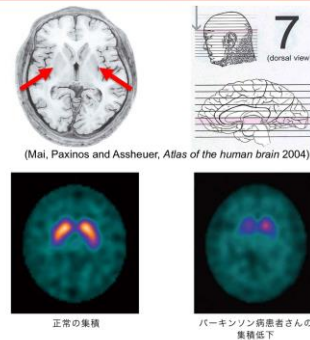 7
(dorsal view)
(Mai, Paxinos and Assheuer, Atlas of the human brain 2004)
正常の集積
パーキンソン病患者さんの
集積低下